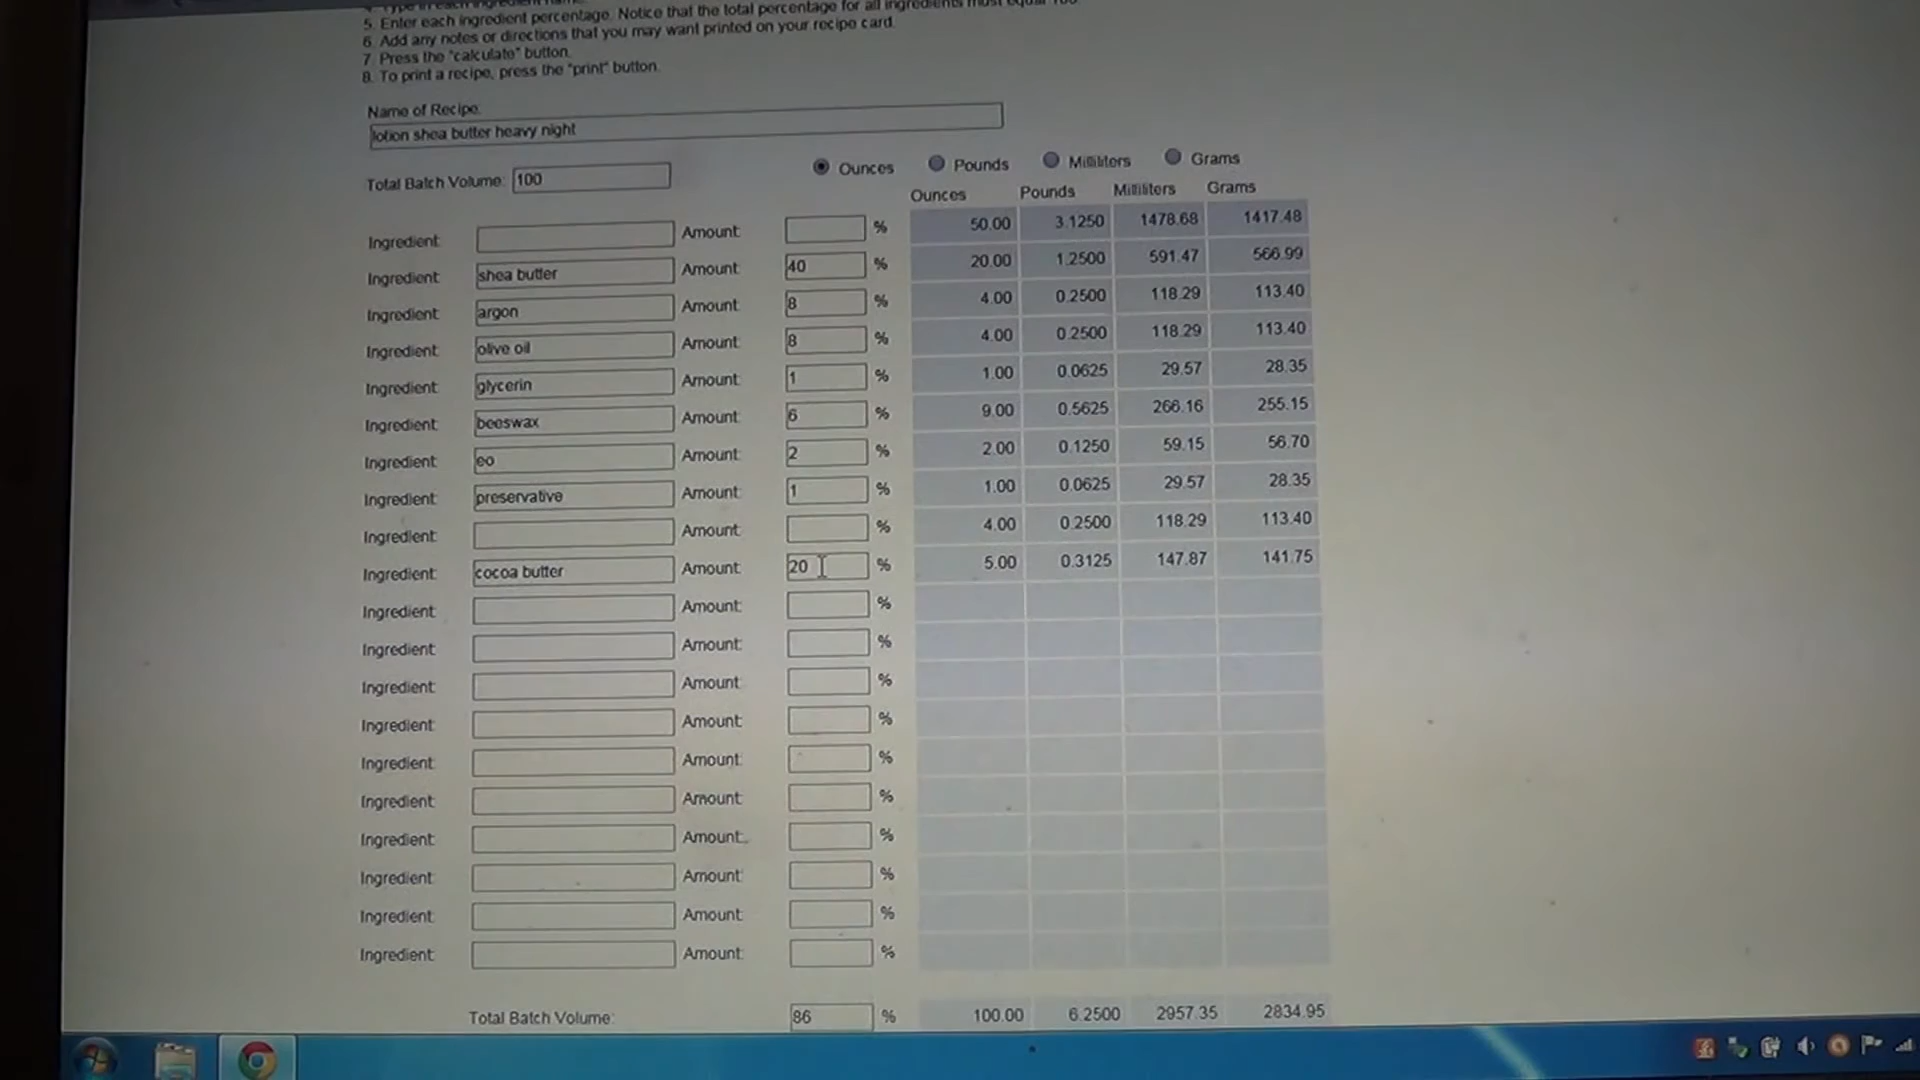 4. Type in each ingredient name.
5. Enter each ingredient percentage. Notice that the total percentage for all ingredients must equal 100
6. Add any notes or directions that you may want printed on your recipe card.
7. Press the "calculate" button.
8. To print a recipe, press the "print" button.
Name of Recipe:
lotion shea butter heavy night
Total Batch Volume: 100 Ounces Pounds Milliliters Grams
Ounces Pounds Milliliters Grams
Ingredient: Amount: % 50.00 3.1250 1478.68 1417.48
Ingredient: shea butter Amount: 40 % 20.00 1.2500 591.47 566.99
Ingredient: argon Amount: 8 % 4.00 0.2500 118.29 113.40
Ingredient: olive oil Amount: 8 % 4.00 0.2500 118.29 113.40
Ingredient: glycerin Amount: 1 % 1.00 0.0625 29.57 28.35
Ingredient: beeswax Amount: 6 % 9.00 0.5625 266.16 255.15
Ingredient: eo Amount: 2 % 2.00 0.1250 59.15 56.70
Ingredient: preservative Amount: 1 % 1.00 0.0625 29.57 28.35
Ingredient: Amount: % 4.00 0.2500 118.29 113.40
Ingredient: cocoa butter Amount: 20 % 5.00 0.3125 147.87 141.75
Ingredient: Amount: %
Ingredient: Amount: %
Ingredient: Amount: %
Ingredient: Amount: %
Ingredient: Amount: %
Ingredient: Amount: %
Ingredient: Amount: %
Ingredient: Amount: %
Ingredient: Amount: %
Ingredient: Amount: %
Total Batch Volume: 86 % 100.00 6.2500 2957.35 2834.95